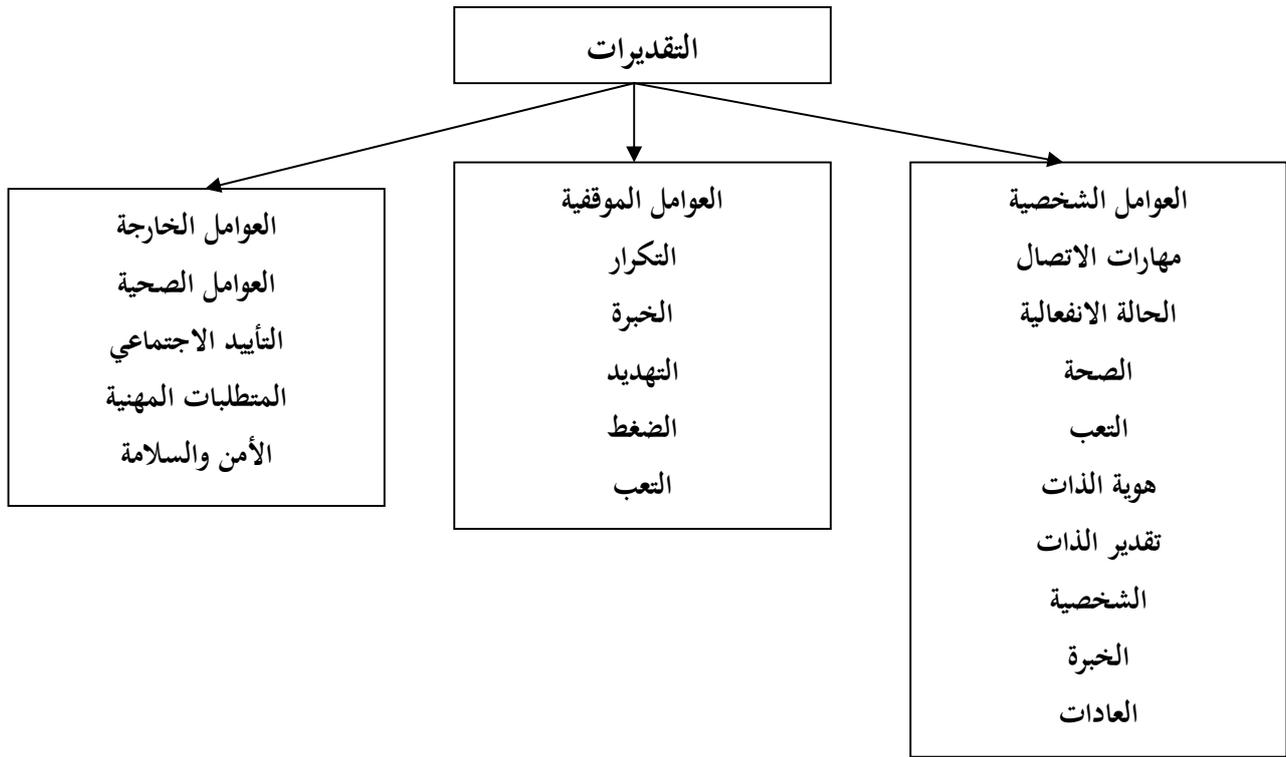 التقديرات
العوامل الشخصية
مهارات الاتصال
الحالة الانفعالية
الصحة
التعب
هوية الذات
تقدير الذات
الشخصية
الخبرة
العادات
العوامل الموقفية
التكرار
الخبرة
التهديد
الضغط
التعب
العوامل الخارجة
العوامل الصحية
التأييد الاجتماعي
المتطلبات المهنية
الأمن والسلامة